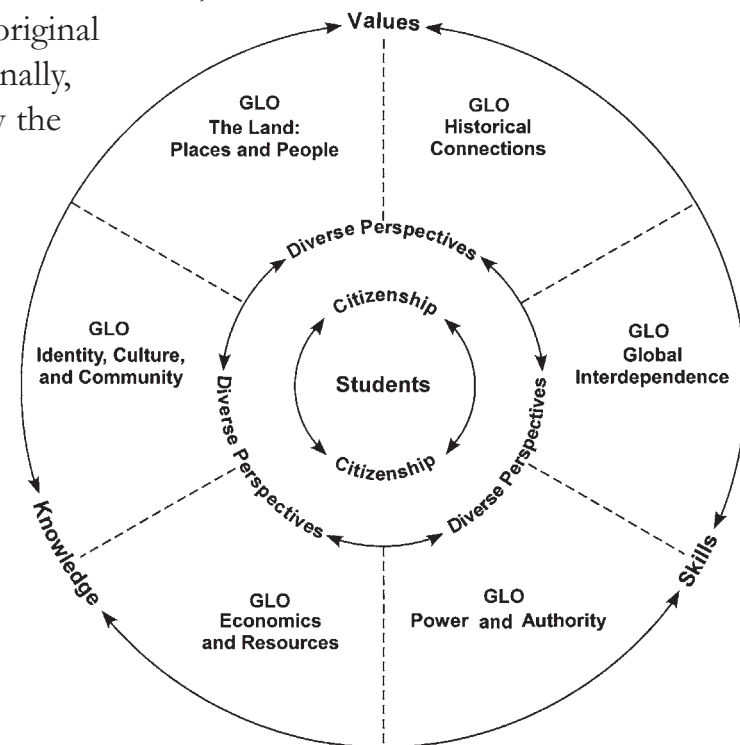 original
nally,
the
Values
GLO
The Land:
Places and People
GLO
Historical
Connections
Diverse Perspectives
Citizenship
GLO
Identity, Culture,
and Community
Students
GLO
Global
Interdependence
Diverse Perspectives
Diverse Perspectives
Citizenship
Knowledge
Skills
GLO
Economics
and Resources
GLO
Power and Authority